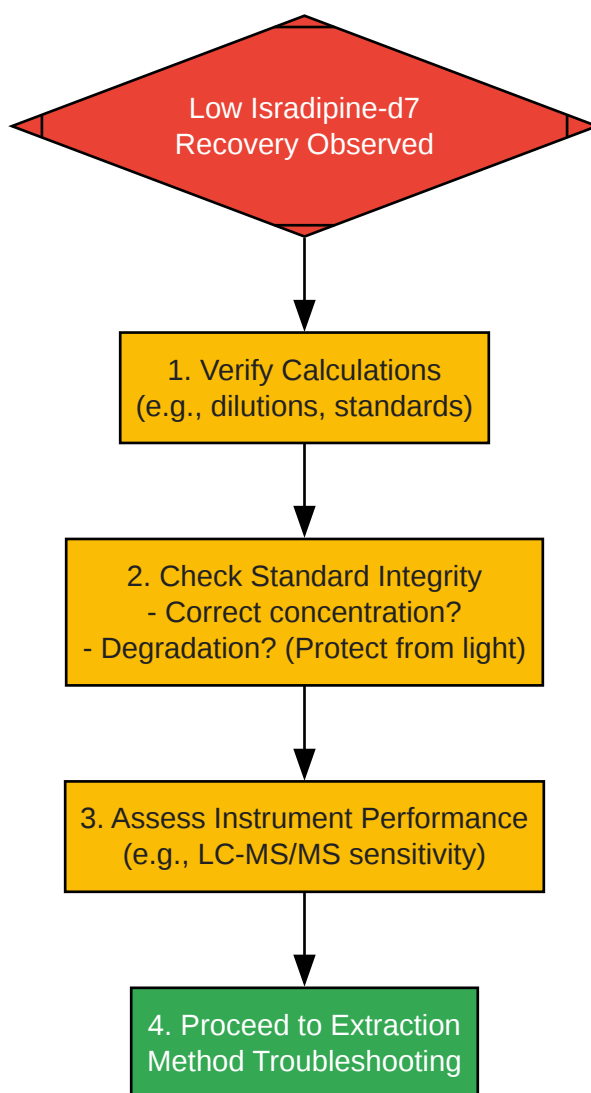 Low Isradipine-d7
Recovery Observed
1. Verify Calculations
(e.g., dilutions, standards)
2. Check Standard Integrity
- Correct concentration?
- Degradation? (Protect from light)
3. Assess Instrument Performance
(e.g., LC-MS/MS sensitivity)
4. Proceed to Extraction
Method Troubleshooting